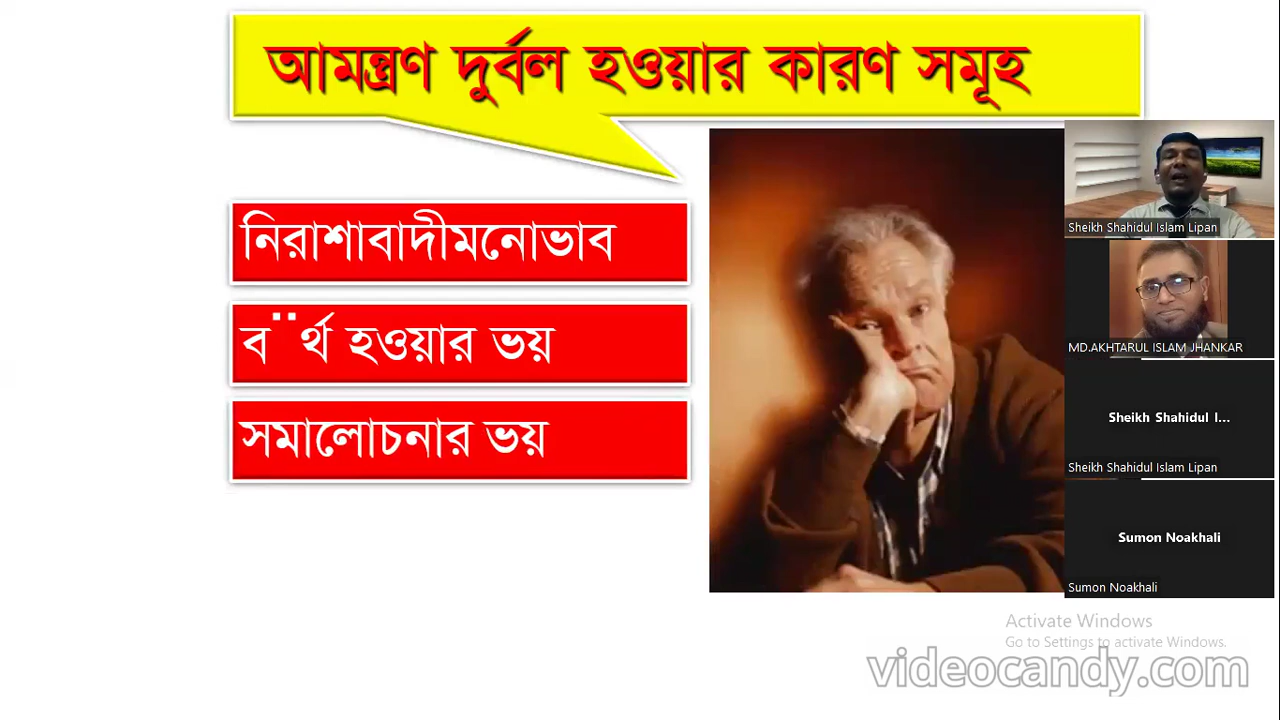 আমন্ত্রণ দুর্বল হওয়ার কারণ সমূহ
নিরাশাবাদীমনোভাব
ব¨র্থ হওয়ার ভয়
সমালোচনার ভয়
Sheikh Shahidul Islam Lipan
MD.AKHTARUL ISLAM JHANKAR
Sheikh Shahidul I...
Sheikh Shahidul Islam Lipan
Sumon Noakhali
Sumon Noakhali
Activate Windows
Go to Settings to activate Windows.
videocandy.com